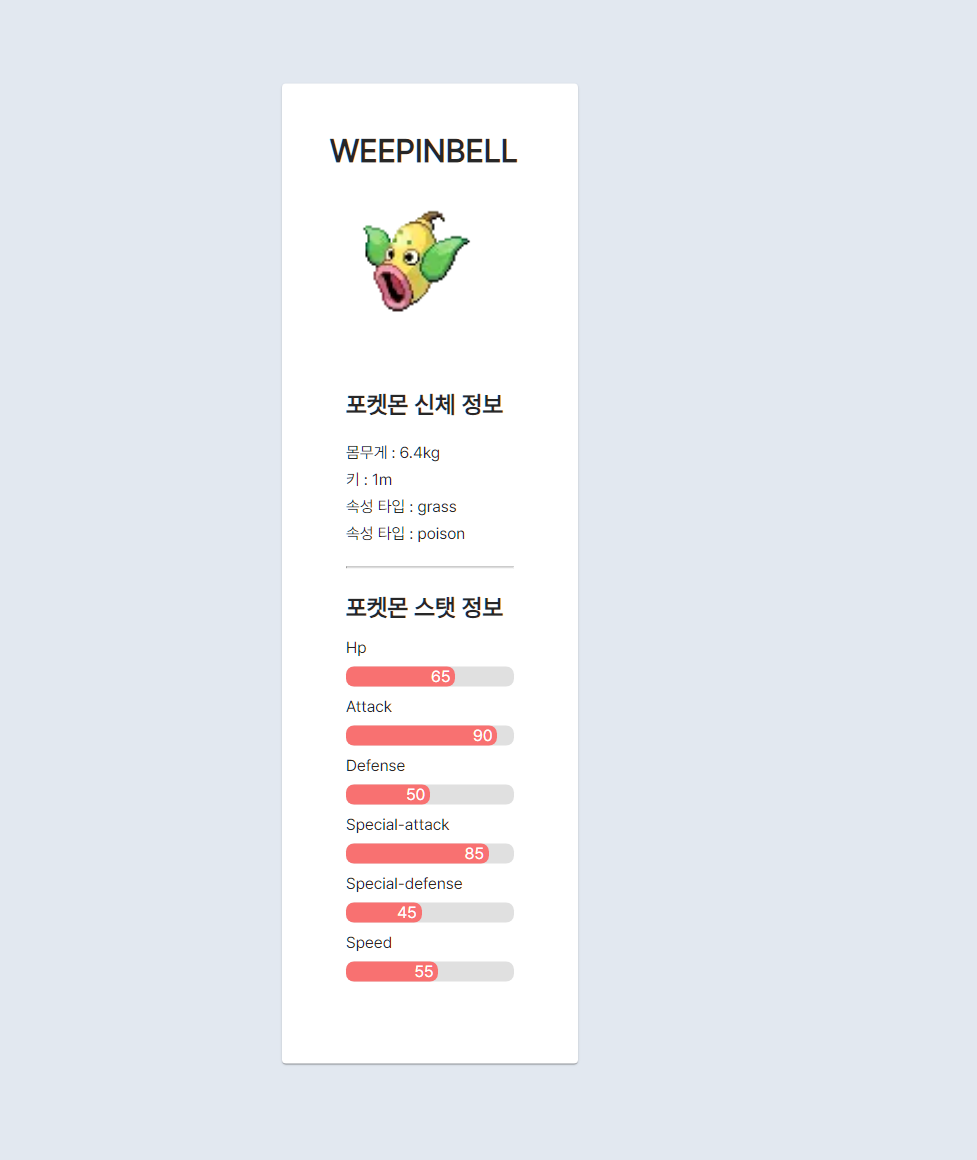 WEEPINBELL
포켓몬 신체 정보
몸무게 : 6.4kg
키 : 1m
속성 타입 : grass
속성 타입 : poison
포켓몬 스탯 정보
Hp
65
Attack
90
Defense
50
Special-attack
85
Special-defense
45
Speed
55